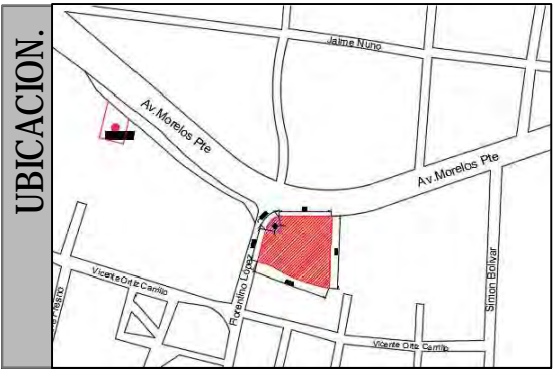 UBICACION.
Jaime Nuno
Av.Morelos Pte
Av.Morelos Pte
Vicente Ortiz Carrillo
Florentino López
Simon Bolivar
Fresno
Vicente Ortiz Carrillo